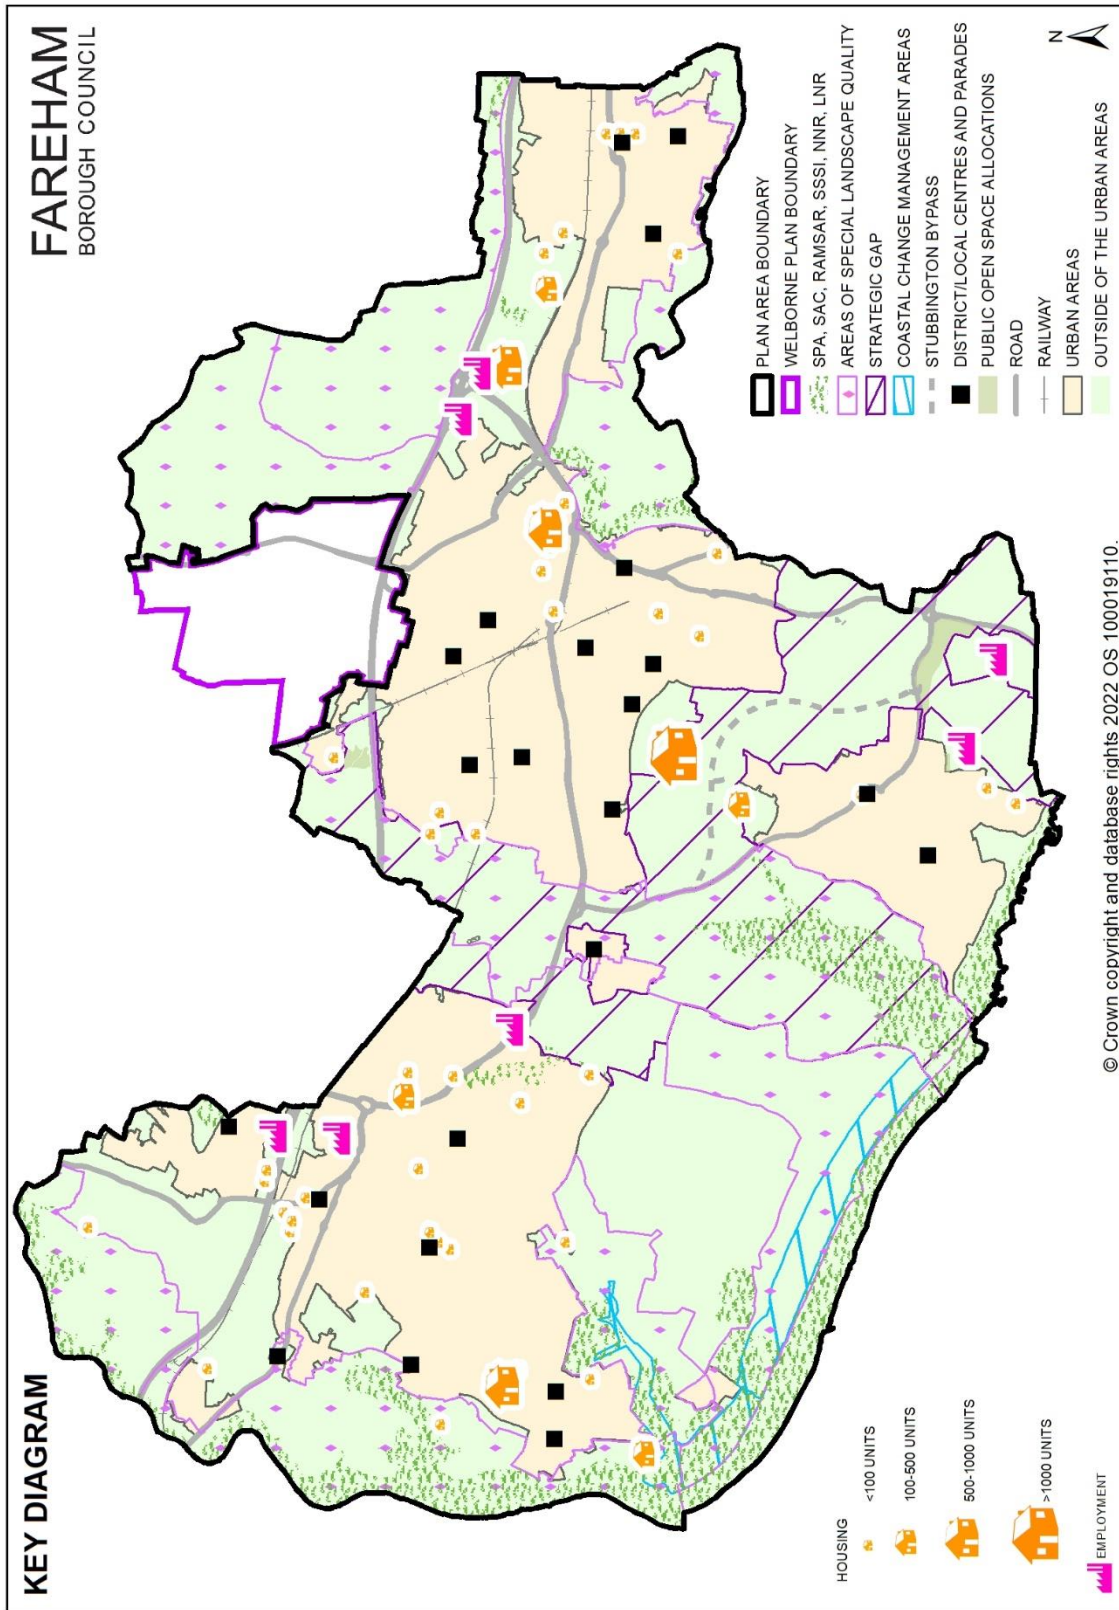 KEY DIAGRAM
FAREHAM
BOROUGH COUNCIL
HOUSING
<100 UNITS
100-500 UNITS
500-1000 UNITS
>1000 UNITS
EMPLOYMENT
PLAN AREA BOUNDARY
WELBORNE PLAN BOUNDARY
SPA, SAC, RAMSAR, SSSI, NNR, LNR
AREAS OF SPECIAL LANDSCAPE QUALITY
STRATEGIC GAP
COASTAL CHANGE MANAGEMENT AREAS
STUBBINGTON BYPASS
DISTRICT/LOCAL CENTRES AND PARADES
PUBLIC OPEN SPACE ALLOCATIONS
ROAD
RAILWAY
URBAN AREAS
OUTSIDE OF THE URBAN AREAS
N
© Crown copyright and database rights 2022 OS 100019110.